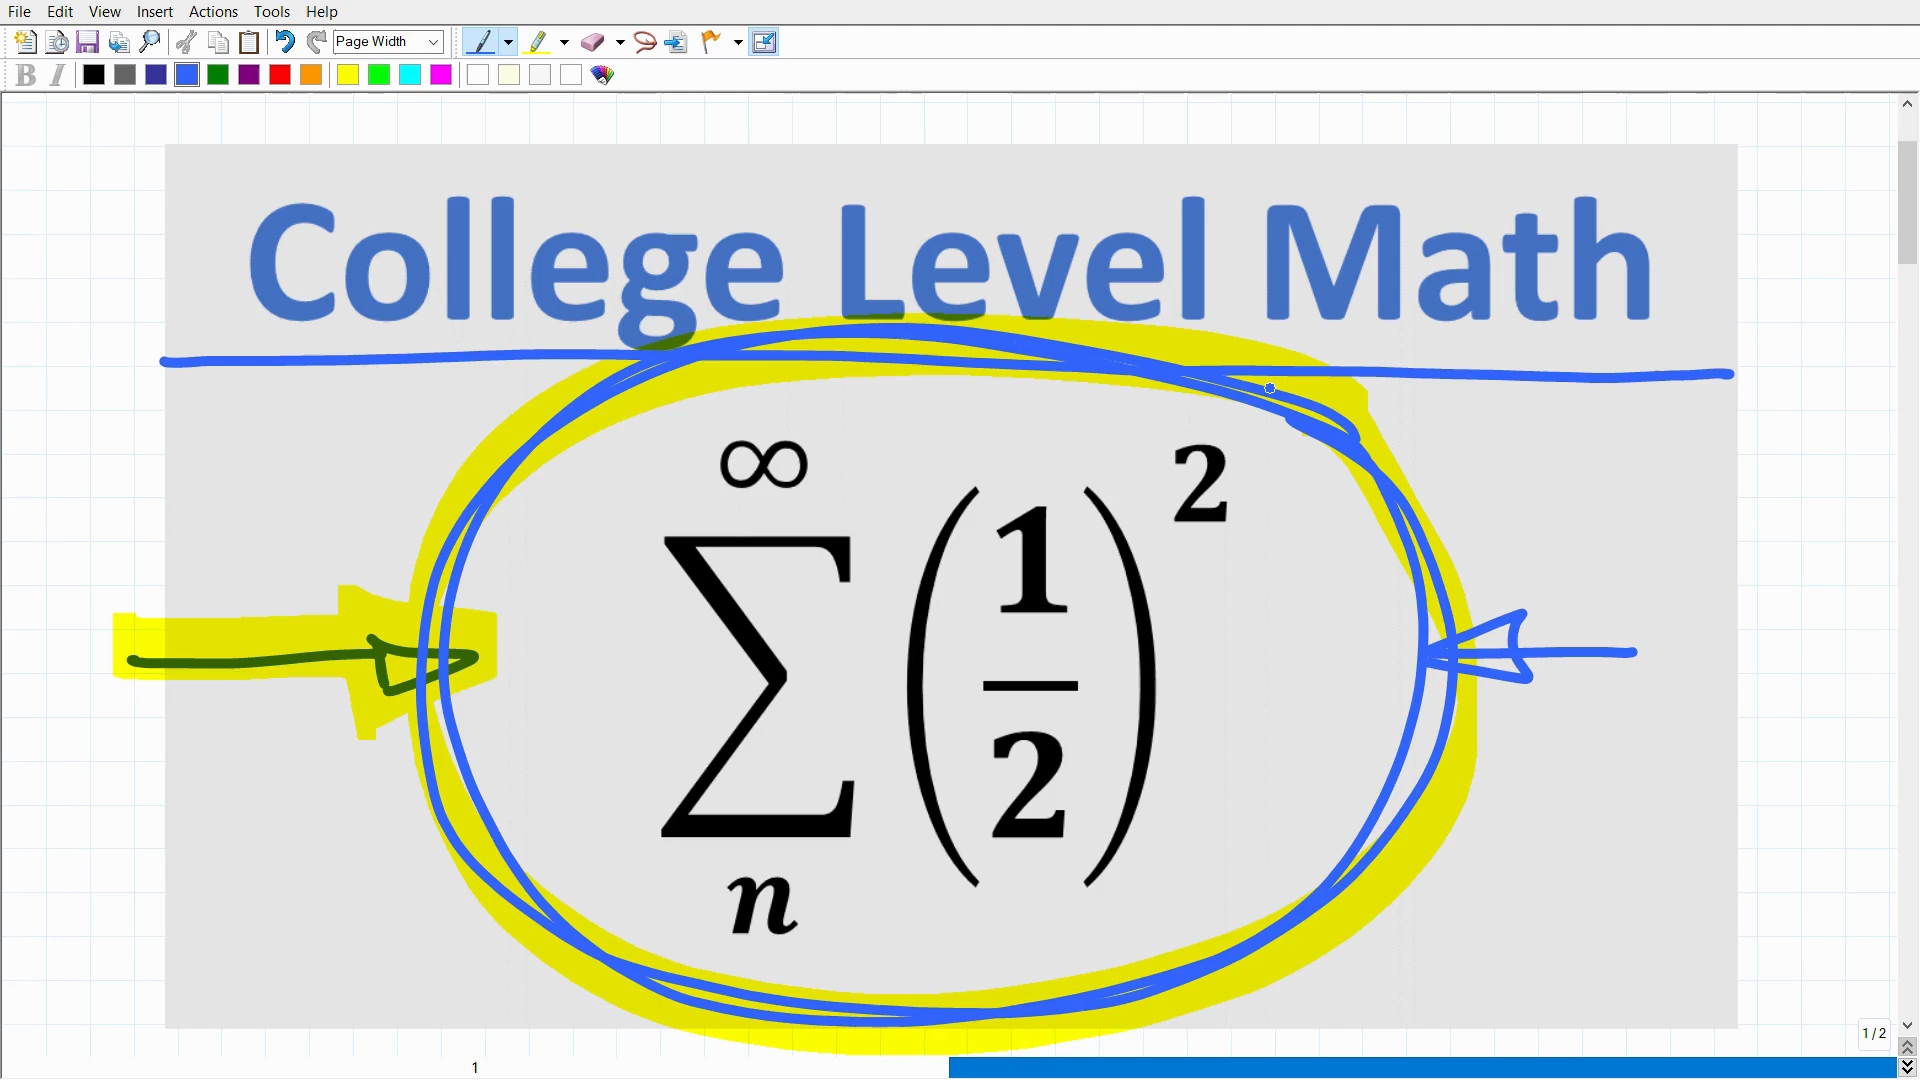 File Edit View Insert Actions Tools Help
Page Width
B I
College Level Math
∞
∑ (1/2)²
n
1 / 2
1